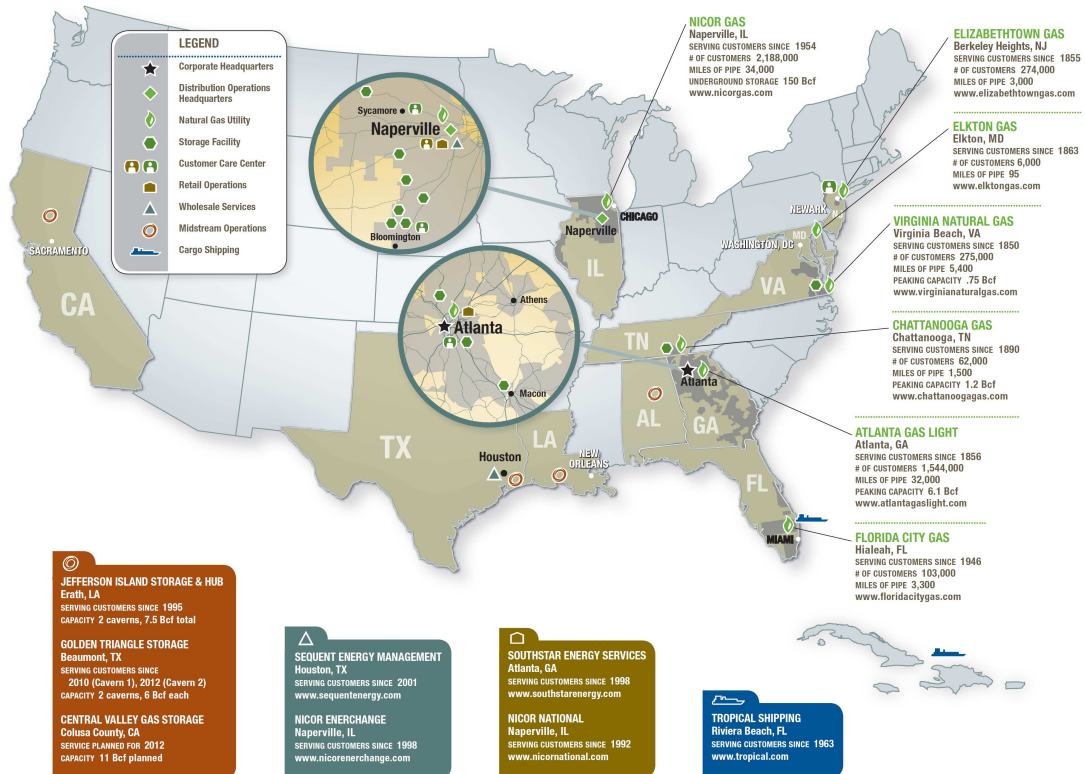 LEGEND
Corporate Headquarters
Distribution Operations
Headquarters
Natural Gas Utility
Storage Facility
Customer Care Center
Retail Operations
Wholesale Services
Midstream Operations
Cargo Shipping
Sycamore
Naperville
Bloomington
Athens
Atlanta
Macon
SACRAMENTO
CA
TX
Houston
LA
NEW
ORLEANS
CHICAGO
Naperville
IL
TN
Atlanta
AL
GA
FL
MIAMI
VA
WASHINGTON, DC
MD
NEWARK
NJ
NICOR GAS
Naperville, IL
SERVING CUSTOMERS SINCE 1954
# OF CUSTOMERS 2,188,000
MILES OF PIPE 34,000
UNDERGROUND STORAGE 150 Bcf
www.nicorgas.com
ELIZABETHTOWN GAS
Berkeley Heights, NJ
SERVING CUSTOMERS SINCE 1855
# OF CUSTOMERS 274,000
MILES OF PIPE 3,000
www.elizabethtowngas.com
ELKTON GAS
Elkton, MD
SERVING CUSTOMERS SINCE 1863
# OF CUSTOMERS 6,000
MILES OF PIPE 95
www.elktongas.com
VIRGINIA NATURAL GAS
Virginia Beach, VA
SERVING CUSTOMERS SINCE 1850
# OF CUSTOMERS 275,000
MILES OF PIPE 5,400
PEAKING CAPACITY .75 Bcf
www.virginianaturalgas.com
CHATTANOOGA GAS
Chattanooga, TN
SERVING CUSTOMERS SINCE 1890
# OF CUSTOMERS 62,000
MILES OF PIPE 1,500
PEAKING CAPACITY 1.2 Bcf
www.chattanoogagas.com
ATLANTA GAS LIGHT
Atlanta, GA
SERVING CUSTOMERS SINCE 1856
# OF CUSTOMERS 1,544,000
MILES OF PIPE 32,000
PEAKING CAPACITY 6.1 Bcf
www.atlantagaslight.com
FLORIDA CITY GAS
Hialeah, FL
SERVING CUSTOMERS SINCE 1946
# OF CUSTOMERS 103,000
MILES OF PIPE 3,300
www.floridacitygas.com
JEFFERSON ISLAND STORAGE & HUB
Erath, LA
SERVING CUSTOMERS SINCE 1995
CAPACITY 2 caverns, 7.5 Bcf total
GOLDEN TRIANGLE STORAGE
Beaumont, TX
SERVING CUSTOMERS SINCE
2010 (Cavern 1), 2012 (Cavern 2)
CAPACITY 2 caverns, 6 Bcf each
CENTRAL VALLEY GAS STORAGE
Colusa County, CA
SERVICE PLANNED FOR 2012
CAPACITY 11 Bcf planned
SEQUENT ENERGY MANAGEMENT
Houston, TX
SERVING CUSTOMERS SINCE 2001
www.sequentenergy.com
NICOR ENERCHANGE
Naperville, IL
SERVING CUSTOMERS SINCE 1998
www.nicorenerchange.com
SOUTHSTAR ENERGY SERVICES
Atlanta, GA
SERVING CUSTOMERS SINCE 1998
www.southstarenergy.com
NICOR NATIONAL
Naperville, IL
SERVING CUSTOMERS SINCE 1992
www.nicornational.com
TROPICAL SHIPPING
Riviera Beach, FL
SERVING CUSTOMERS SINCE 1963
www.tropical.com